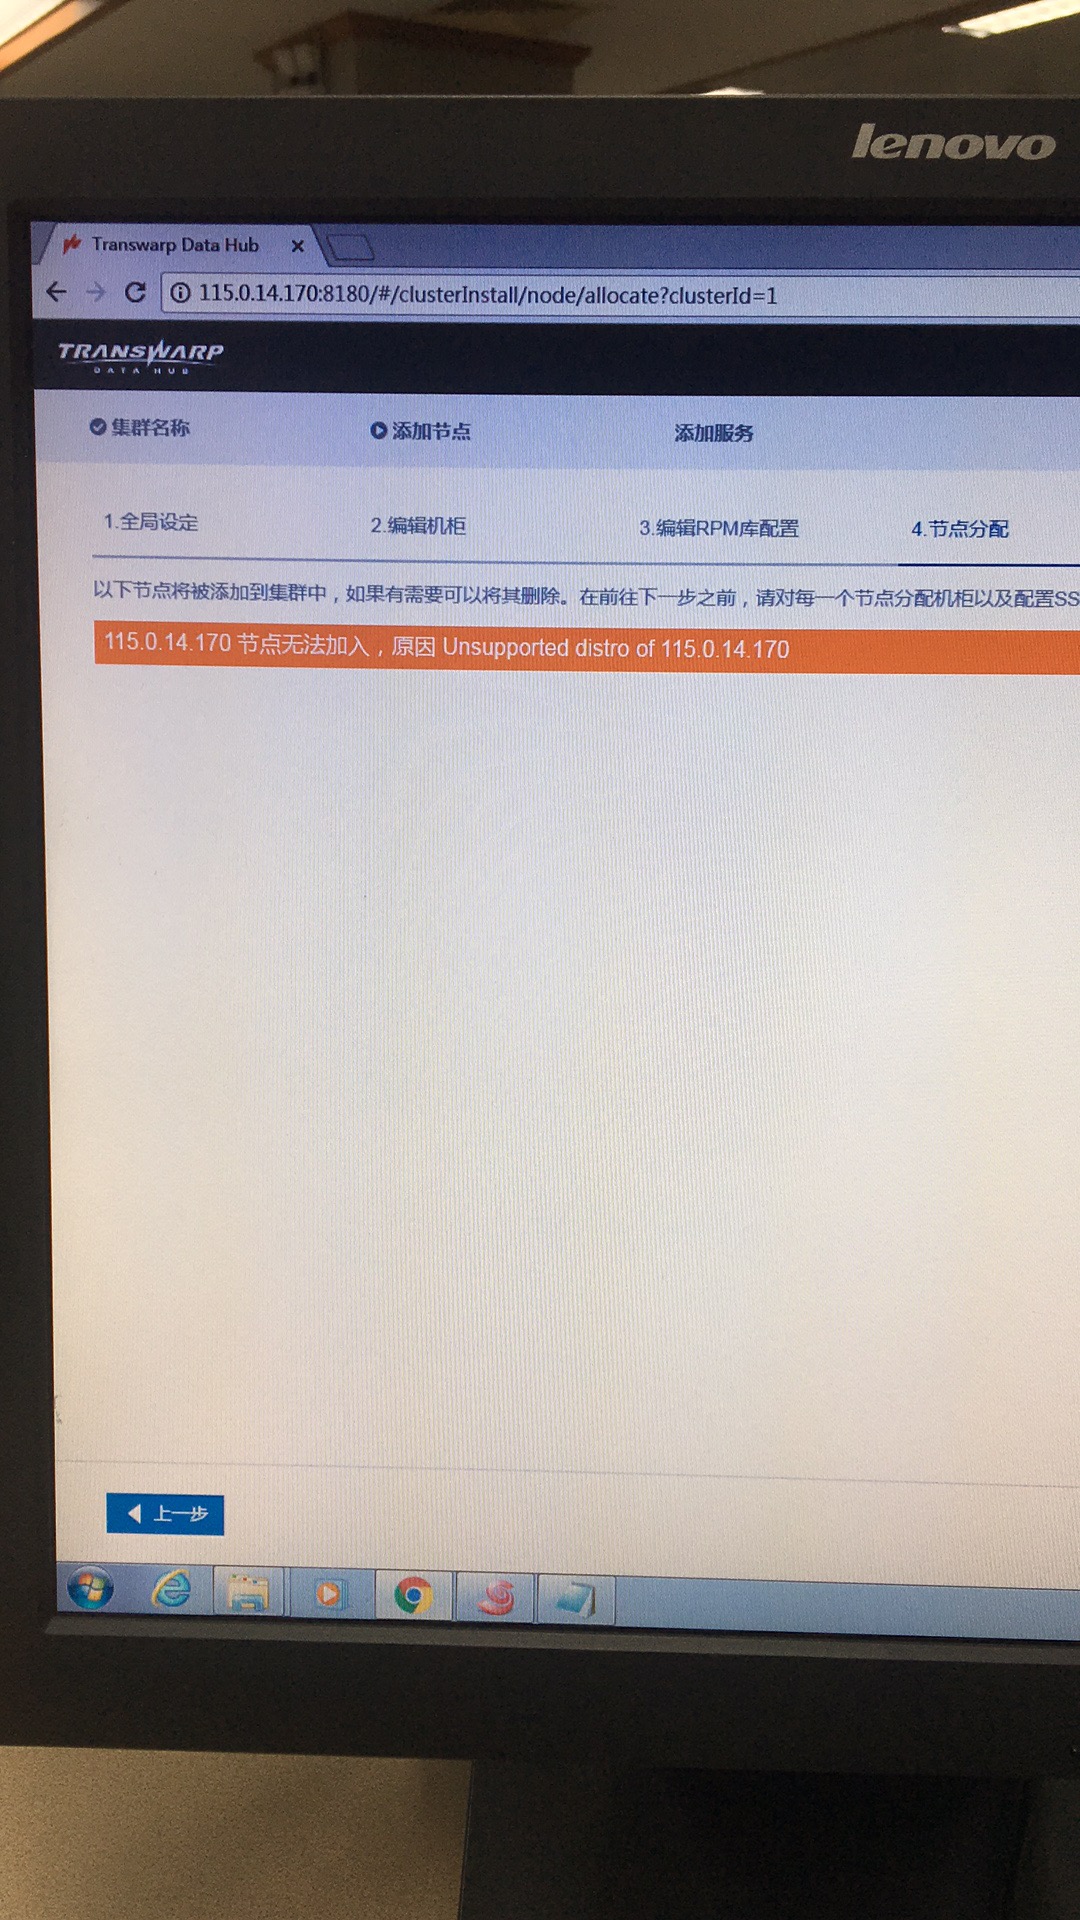 lenovo
Transwarp Data Hub
115.0.14.170:8180/#/clusterInstall/node/allocate?clusterId=1
TRANSWARP
DATA HUB
集群名称 添加节点 添加服务
1.全局设定 2.编辑机柜 3.编辑RPM库配置 4.节点分配
以下节点将被添加到集群中，如果有需要可以将其删除。在前往下一步之前，请对每一个节点分配机柜以及配置SS
115.0.14.170 节点无法加入，原因 Unsupported distro of 115.0.14.170
上一步